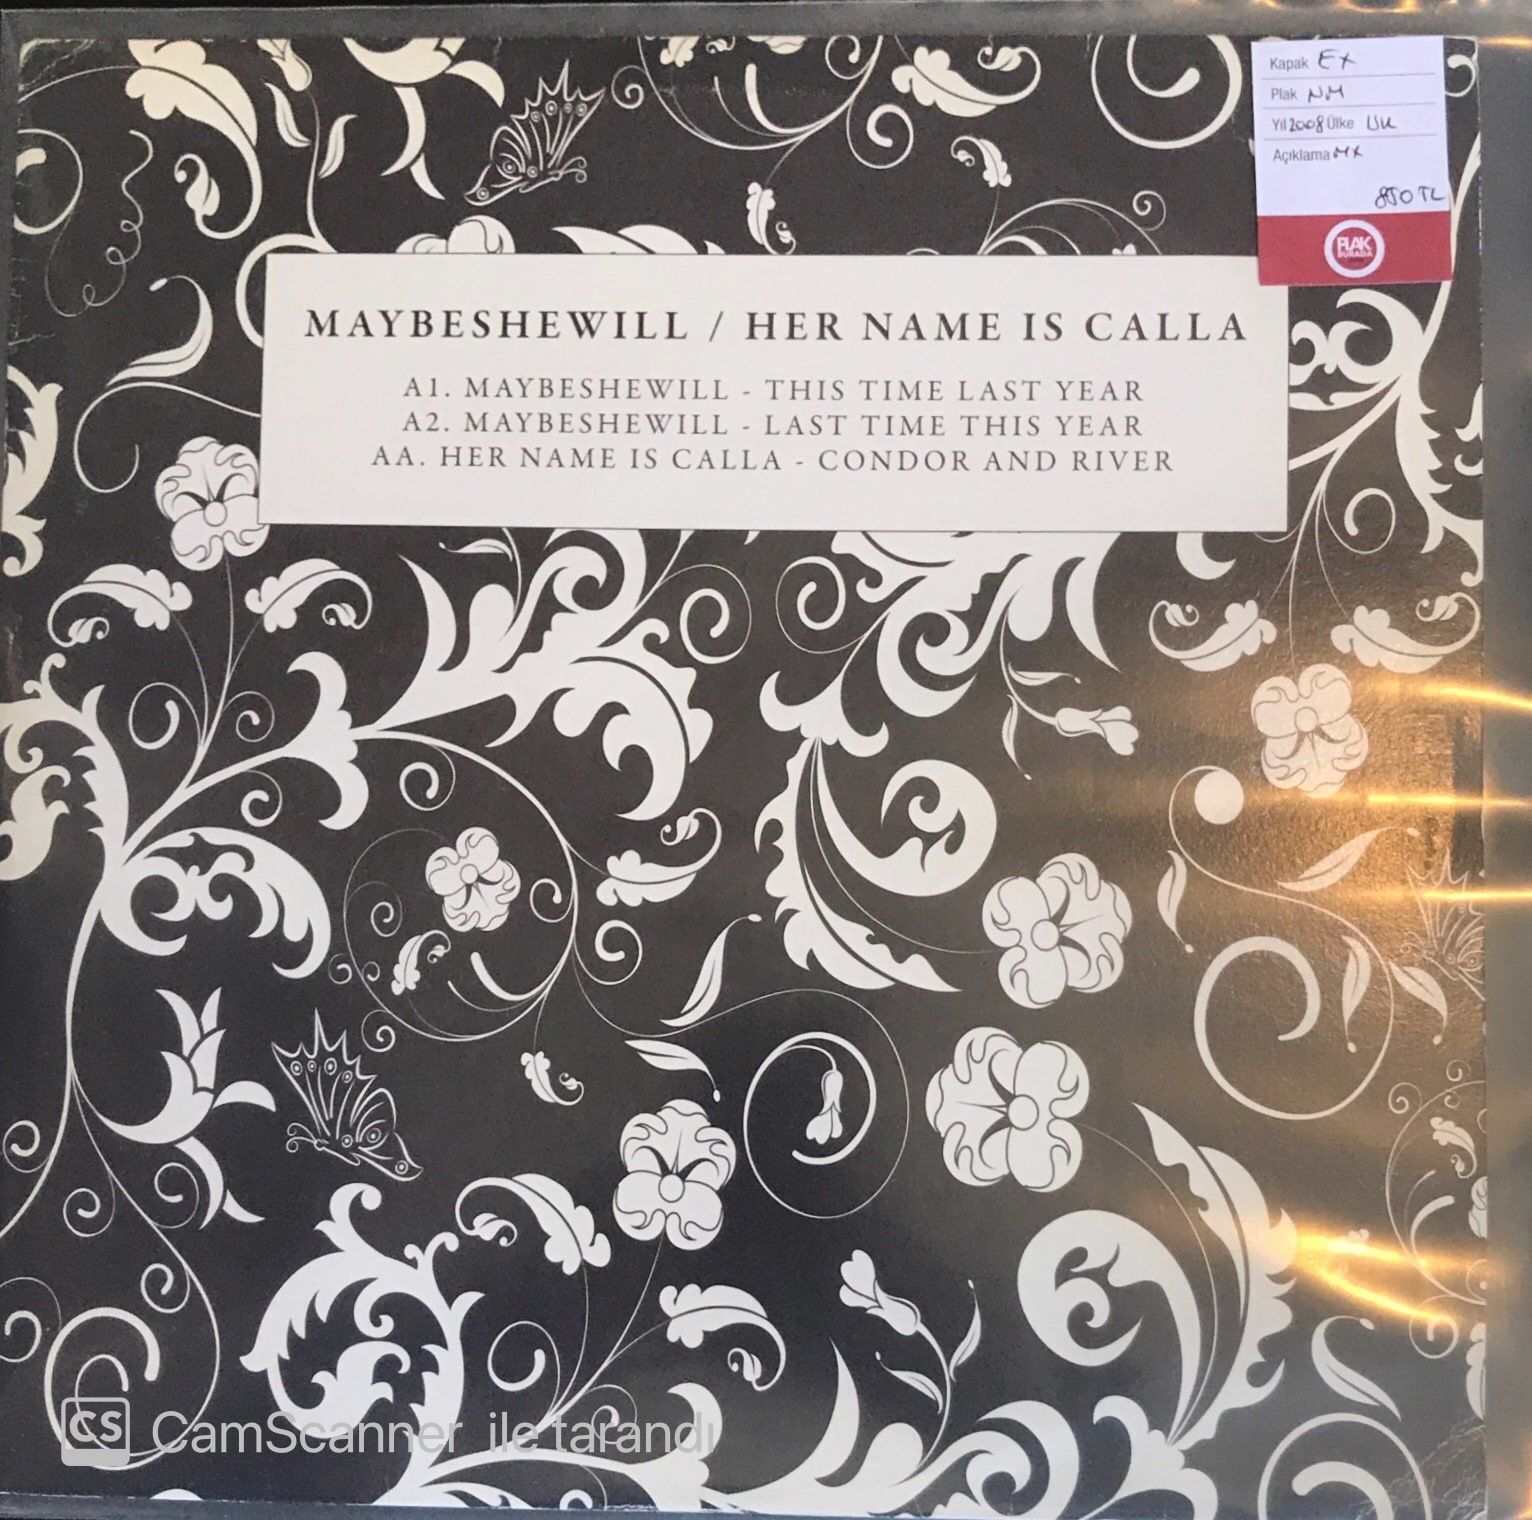 Kapak EX
Plak NM
Yıl 2008 Ülke UK
Açıklama
850 TL
PLAK
BURADA
MAYBESHEWILL / HER NAME IS CALLA
A1. MAYBESHEWILL - THIS TIME LAST YEAR
A2. MAYBESHEWILL - LAST TIME THIS YEAR
AA. HER NAME IS CALLA - CONDOR AND RIVER
CS CamScanner ile tarandı